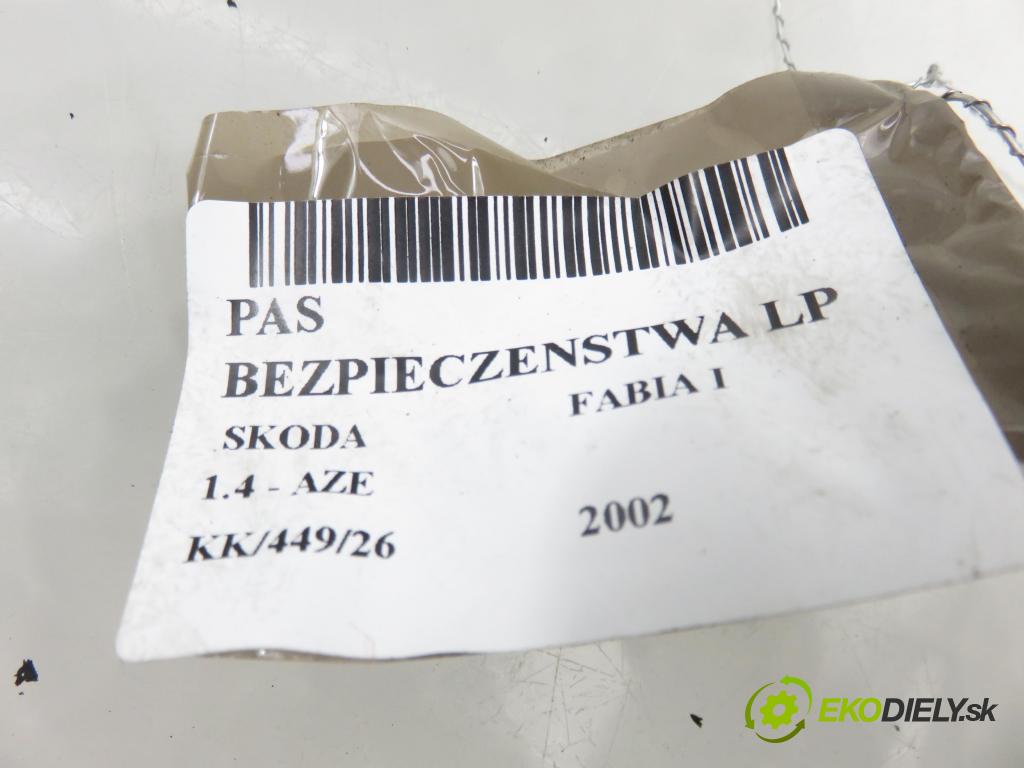 PAS
BEZPIECZENSTWA LP
SKODA FABIA I
1.4 - AZE
KK/449/26 2002
EKODIELY.sk